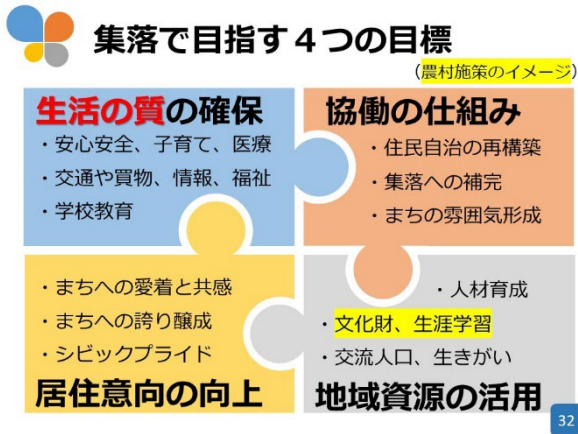 集落で目指す４つの目標
（農村施策のイメージ）
生活の質の確保
・安心安全、子育て、医療
・交通や買物、情報、福祉
・学校教育
協働の仕組み
・住民自治の再構築
・集落への補完
・まちの雰囲気形成
・まちへの愛着と共感
・まちへの誇り醸成
・シビックプライド
居住意向の向上
・人材育成
・文化財、生涯学習
・交流人口、生きがい
地域資源の活用
32